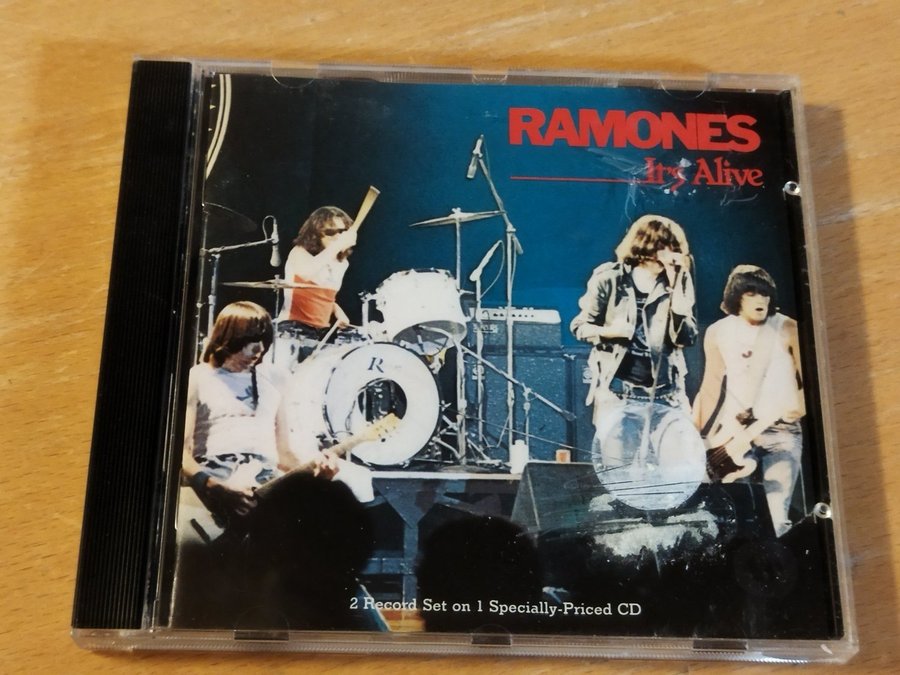 RAMONES
It's Alive
R
2 Record Set on 1 Specially-Priced CD